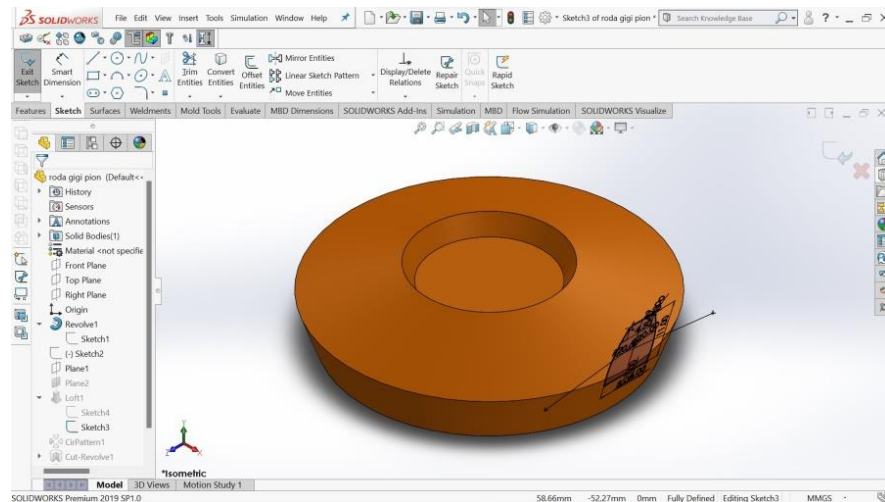 SOLIDWORKS File Edit View Insert Tools Simulation Window Help Sketch3 of roda gigi pion * Search Knowledge Base
Exit Sketch
Smart Dimension
Trim Entities
Convert Entities
Offset Entities
Mirror Entities
Linear Sketch Pattern
Move Entities
Display/Delete Relations
Repair Sketch
Quick Snaps
Rapid Sketch
Features Sketch Surfaces Weldments Mold Tools Evaluate MBD Dimensions SOLIDWORKS Add-Ins Simulation MBD Flow Simulation SOLIDWORKS Visualize
roda gigi pion (Default<<
History
Sensors
Annotations
Solid Bodies(1)
Material <not specifie
Front Plane
Top Plane
Right Plane
Origin
Revolve1
Sketch1
(-) Sketch2
Plane1
Plane2
Loft1
Sketch4
Sketch3
CirPattern1
Cut-Revolve1
*Isometric
Model 3D Views Motion Study 1
SOLIDWORKS Premium 2019 SP1.0 58.66mm -52.27mm 0mm Fully Defined Editing Sketch3 MMGS